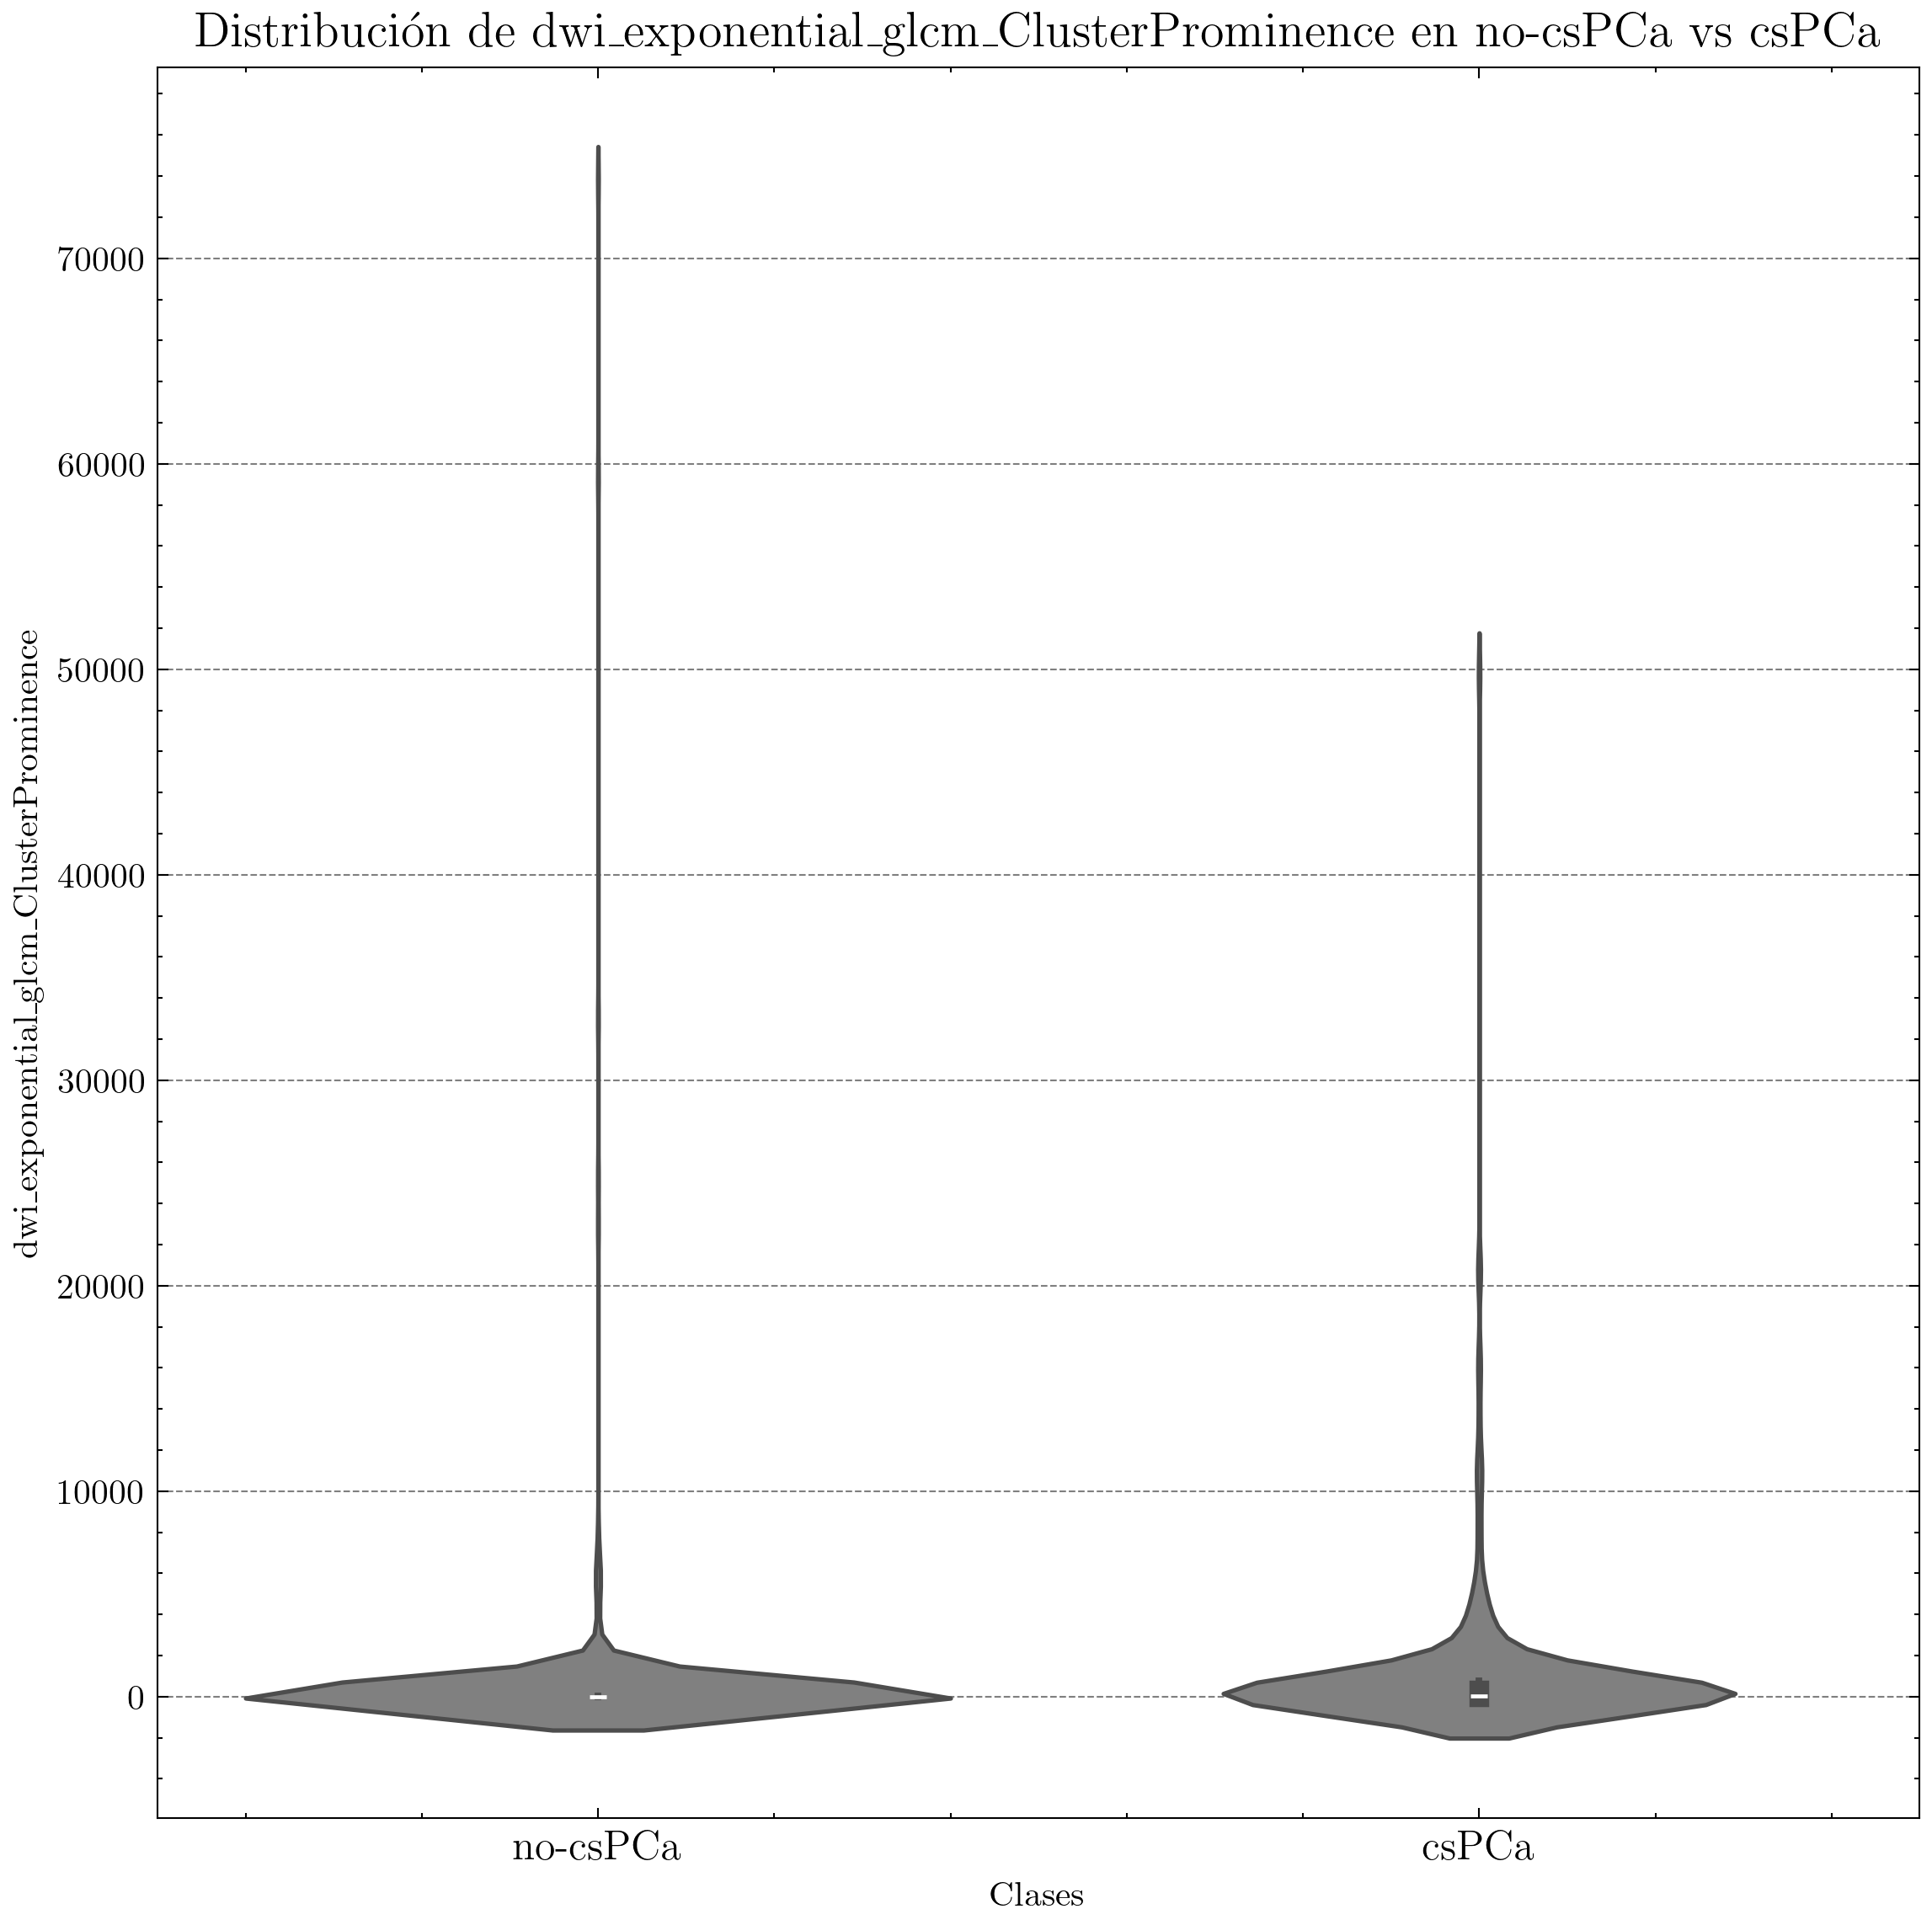 Distribución de dwi_exponential_glcm_ClusterProminence en no-csPCa vs csPCa
dwi_exponential_glcm_ClusterProminence
70000
60000
50000
40000
30000
20000
10000
0
no-csPCa
csPCa
Clases